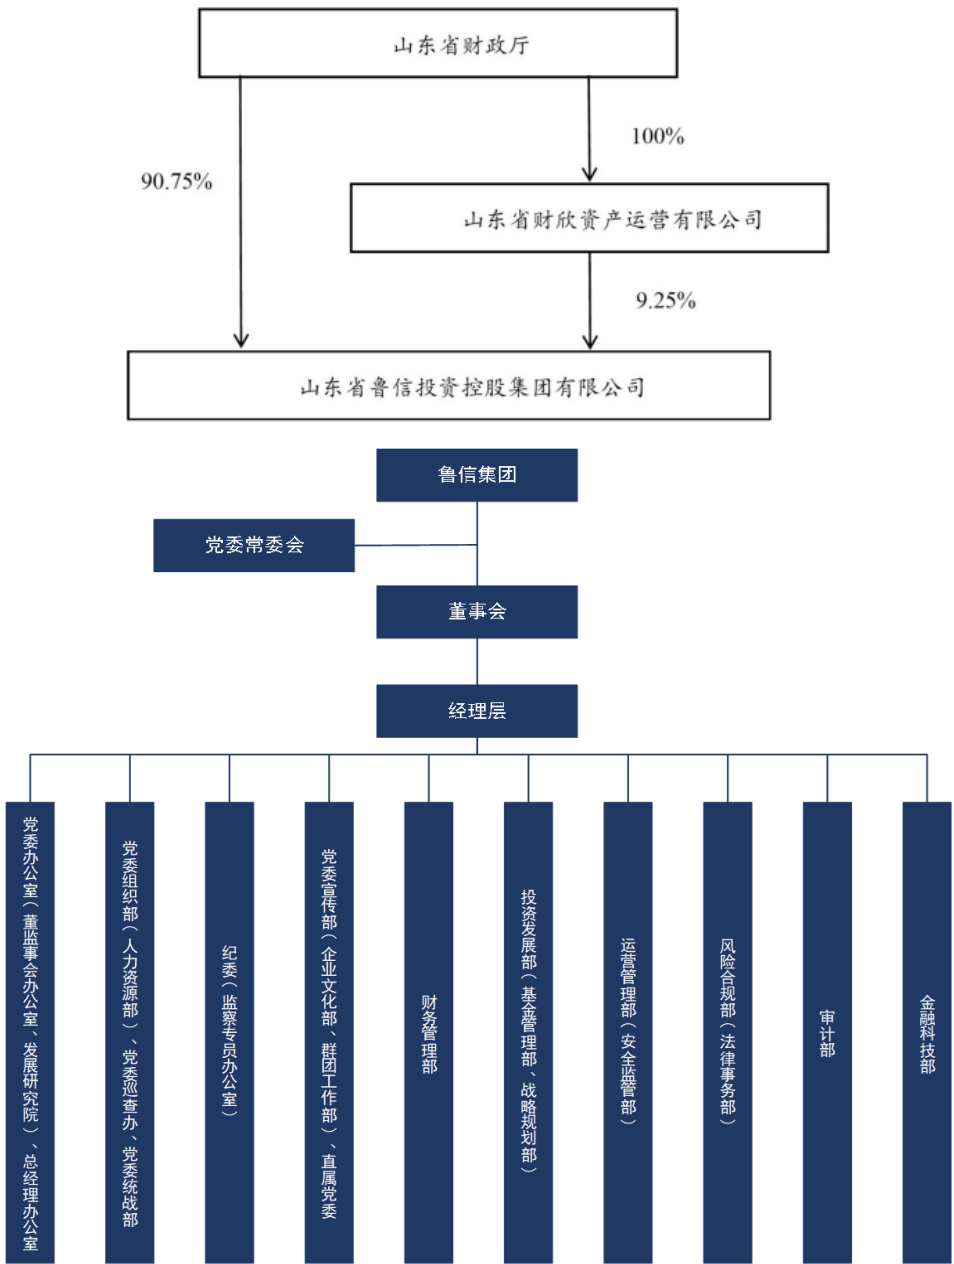 山东省财政厅
100%
90.75%
山东省财欣资产运营有限公司
9.25%
山东省鲁信投资控股集团有限公司
鲁信集团
党委常委会
董事会
经理层
党委办公室（董监事会办公室、发展研究院）、总经理办公室
党委组织部（人力资源部）、党委巡查办、党委统战部
纪委（监察专员办公室）
党委宣传部（企业文化部、群团工作部）、直属党委
财务管理部
投资发展部（基金管理部、战略规划部）
运营管理部（安全监管部）
风险合规部（法律事务部）
审计部
金融科技部